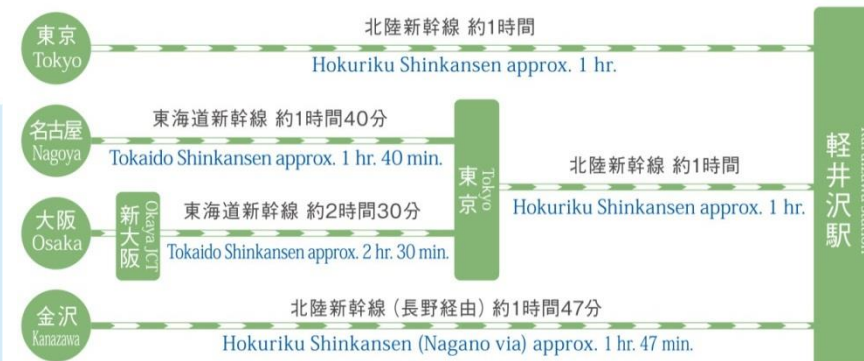 東京
Tokyo
北陸新幹線 約1時間
Hokuriku Shinkansen approx. 1 hr.
名古屋
Nagoya
東海道新幹線 約1時間40分
Tokaido Shinkansen approx. 1 hr. 40 min.
大阪
Osaka
新大阪
Okaya JCT
東海道新幹線 約2時間30分
Tokaido Shinkansen approx. 2 hr. 30 min.
東京
Tokyo
北陸新幹線 約1時間
Hokuriku Shinkansen approx. 1 hr.
金沢
Kanazawa
北陸新幹線（長野経由）約1時間47分
Hokuriku Shinkansen (Nagano via) approx. 1 hr. 47 min.
軽井沢駅